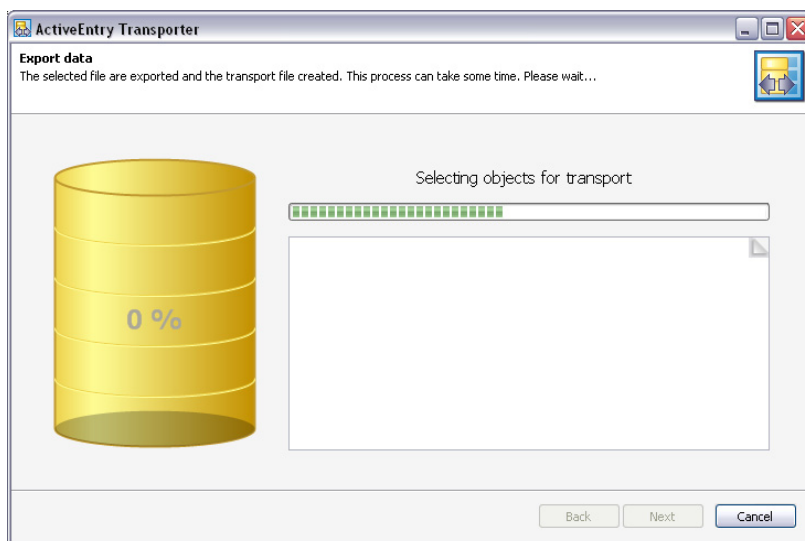 ActiveEntry Transporter
Export data
The selected file are exported and the transport file created. This process can take some time. Please wait...
Selecting objects for transport
0 %
Back
Next
Cancel